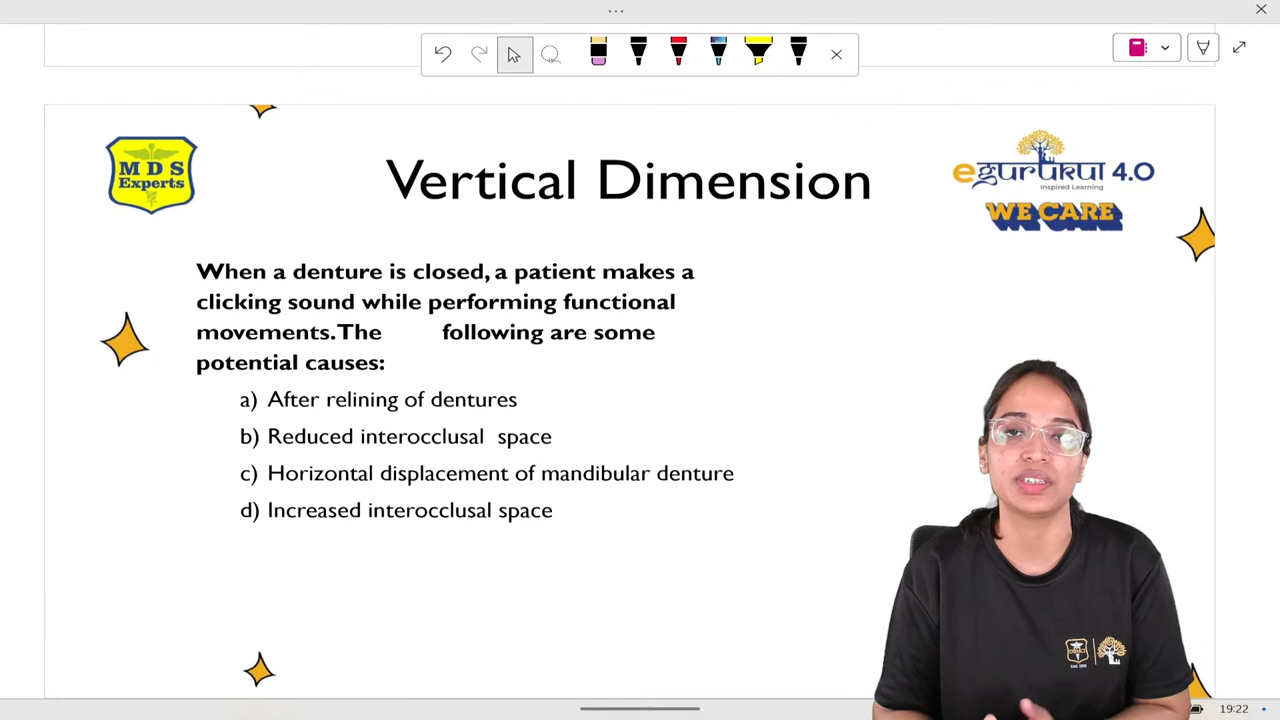 Vertical Dimension
MDS
Experts
egurukul 4.0
Inspired Learning
WE CARE
When a denture is closed, a patient makes a
clicking sound while performing functional
movements. The following are some
potential causes:
a) After relining of dentures
b) Reduced interocclusal space
c) Horizontal displacement of mandibular denture
d) Increased interocclusal space
19:22